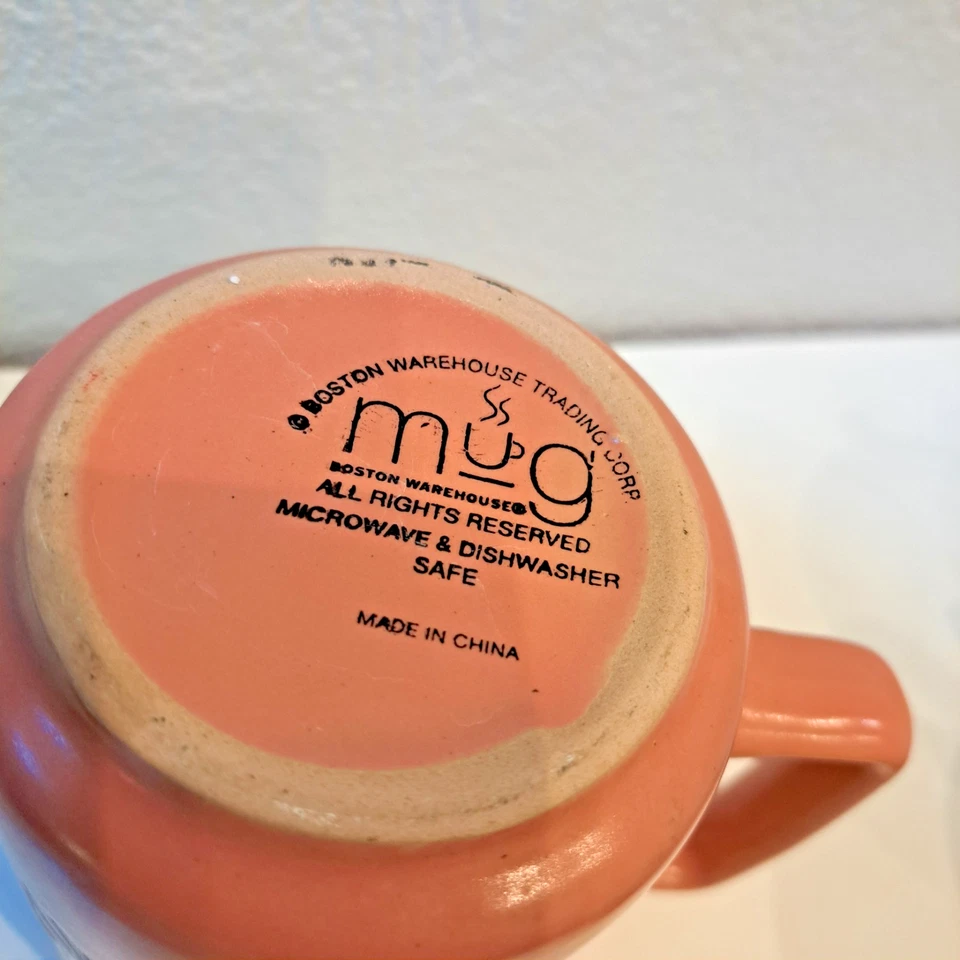 © BOSTON WAREHOUSE TRADING CORP
mug
BOSTON WAREHOUSE®
ALL RIGHTS RESERVED
MICROWAVE & DISHWASHER
SAFE
MADE IN CHINA